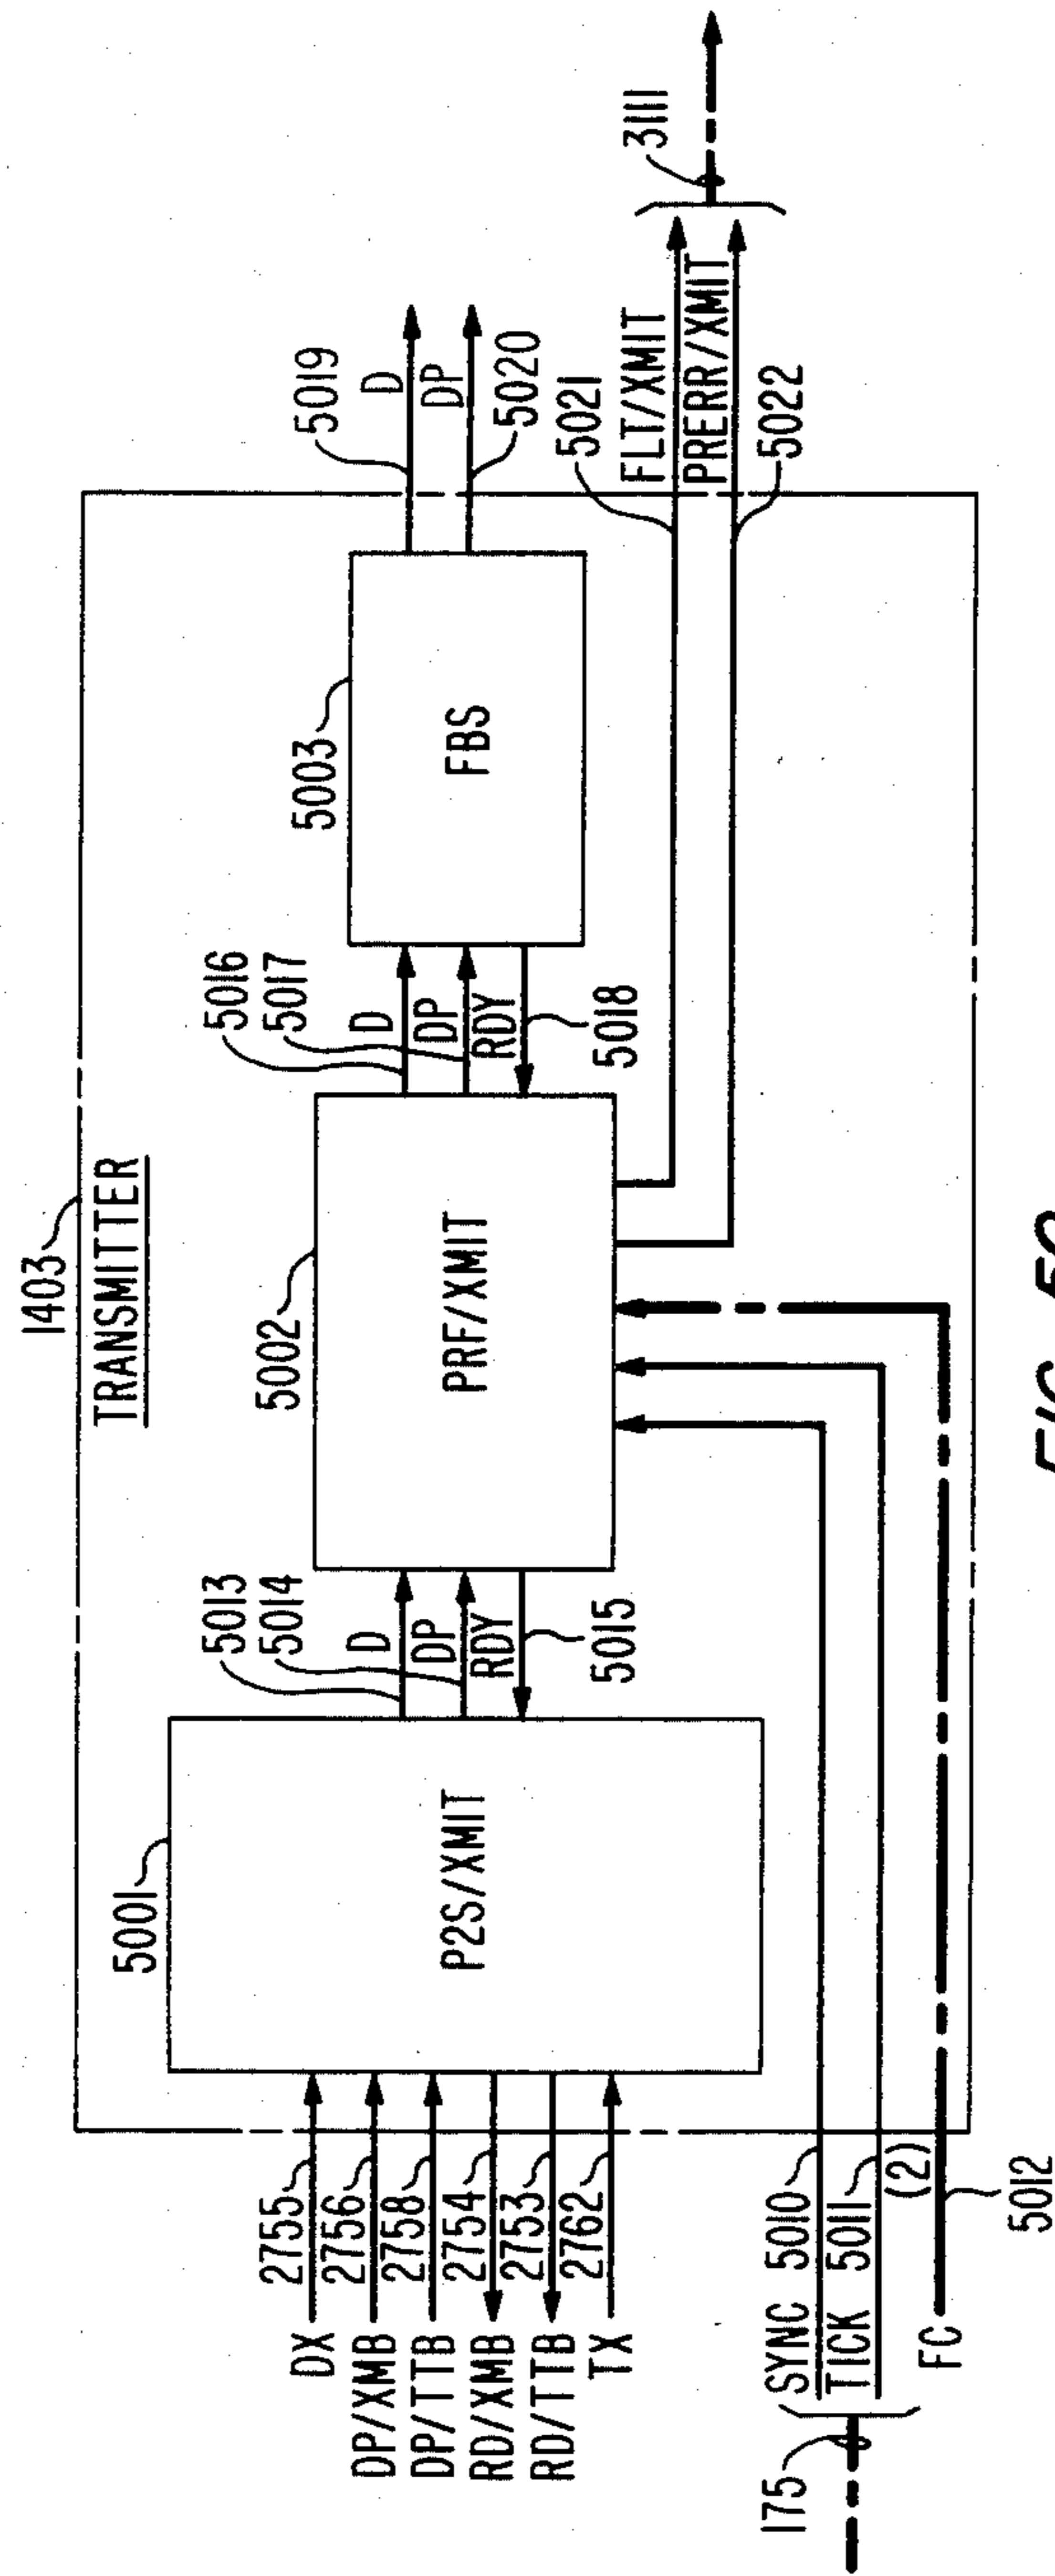 1403
TRANSMITTER
5001
P2S/XMIT
5002
PRF/XMIT
5003
FBS
DX 2755
DP/XMB 2756
DP/TTB 2758
RD/XMB 2754
RD/TTB 2753
TX 2762
5013
5014
D
DP
RDY
5015
5016
5017
D
DP
RDY
5018
5019
D
DP
5020
5021
FLT/XMIT
PRERR/XMIT
5022
3111
175
SYNC 5010
TICK 5011
(2)
FC
5012